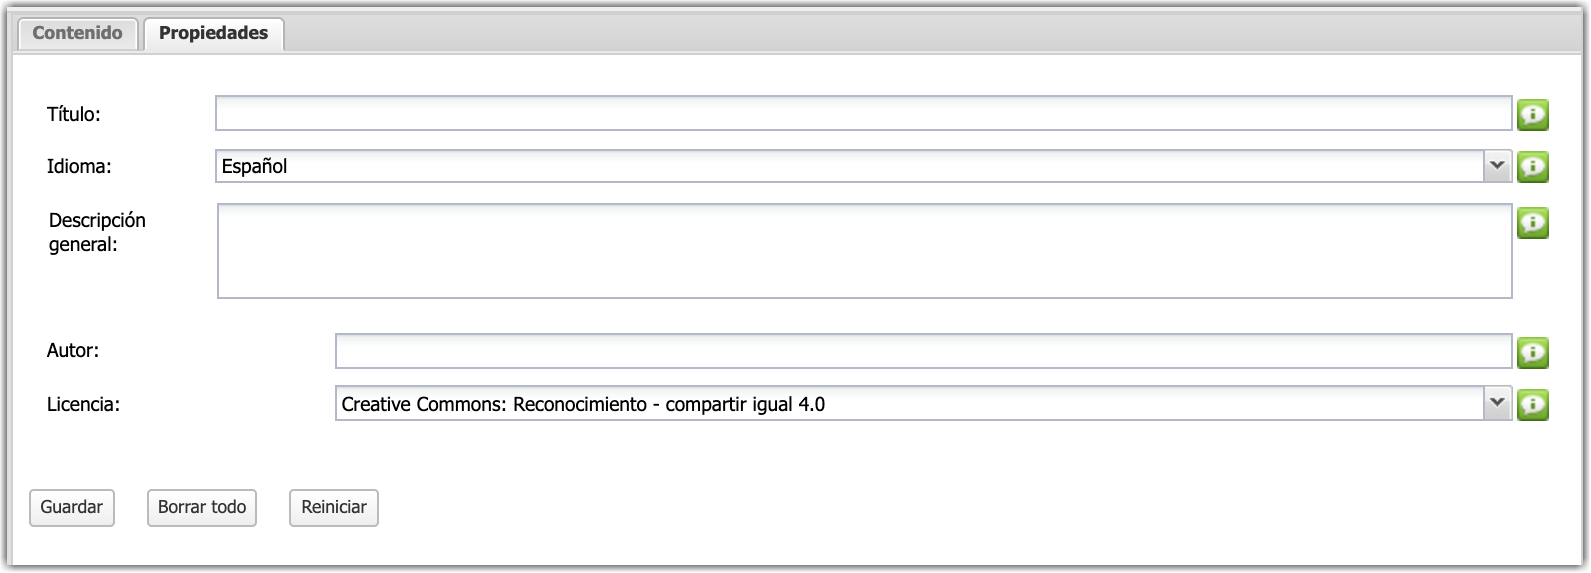 Contenido Propiedades
Título:
Idioma: Español
Descripción
general:
Autor:
Licencia: Creative Commons: Reconocimiento - compartir igual 4.0
Guardar Borrar todo Reiniciar